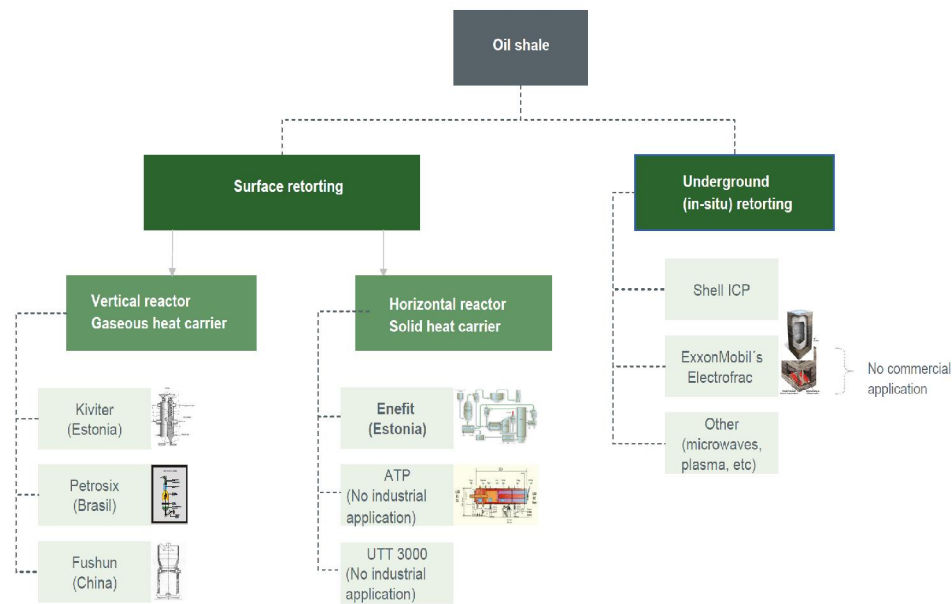 Oil shale
Surface retorting
Underground
(in-situ) retorting
Vertical reactor
Gaseous heat carrier
Horizontal reactor
Solid heat carrier
Shell ICP
ExxonMobil´s
Electrofrac
No commercial
application
Other
(microwaves,
plasma, etc)
Kiviter
(Estonia)
Enefit
(Estonia)
Petrosix
(Brasil)
ATP
(No industrial
application)
Fushun
(China)
UTT 3000
(No industrial
application)